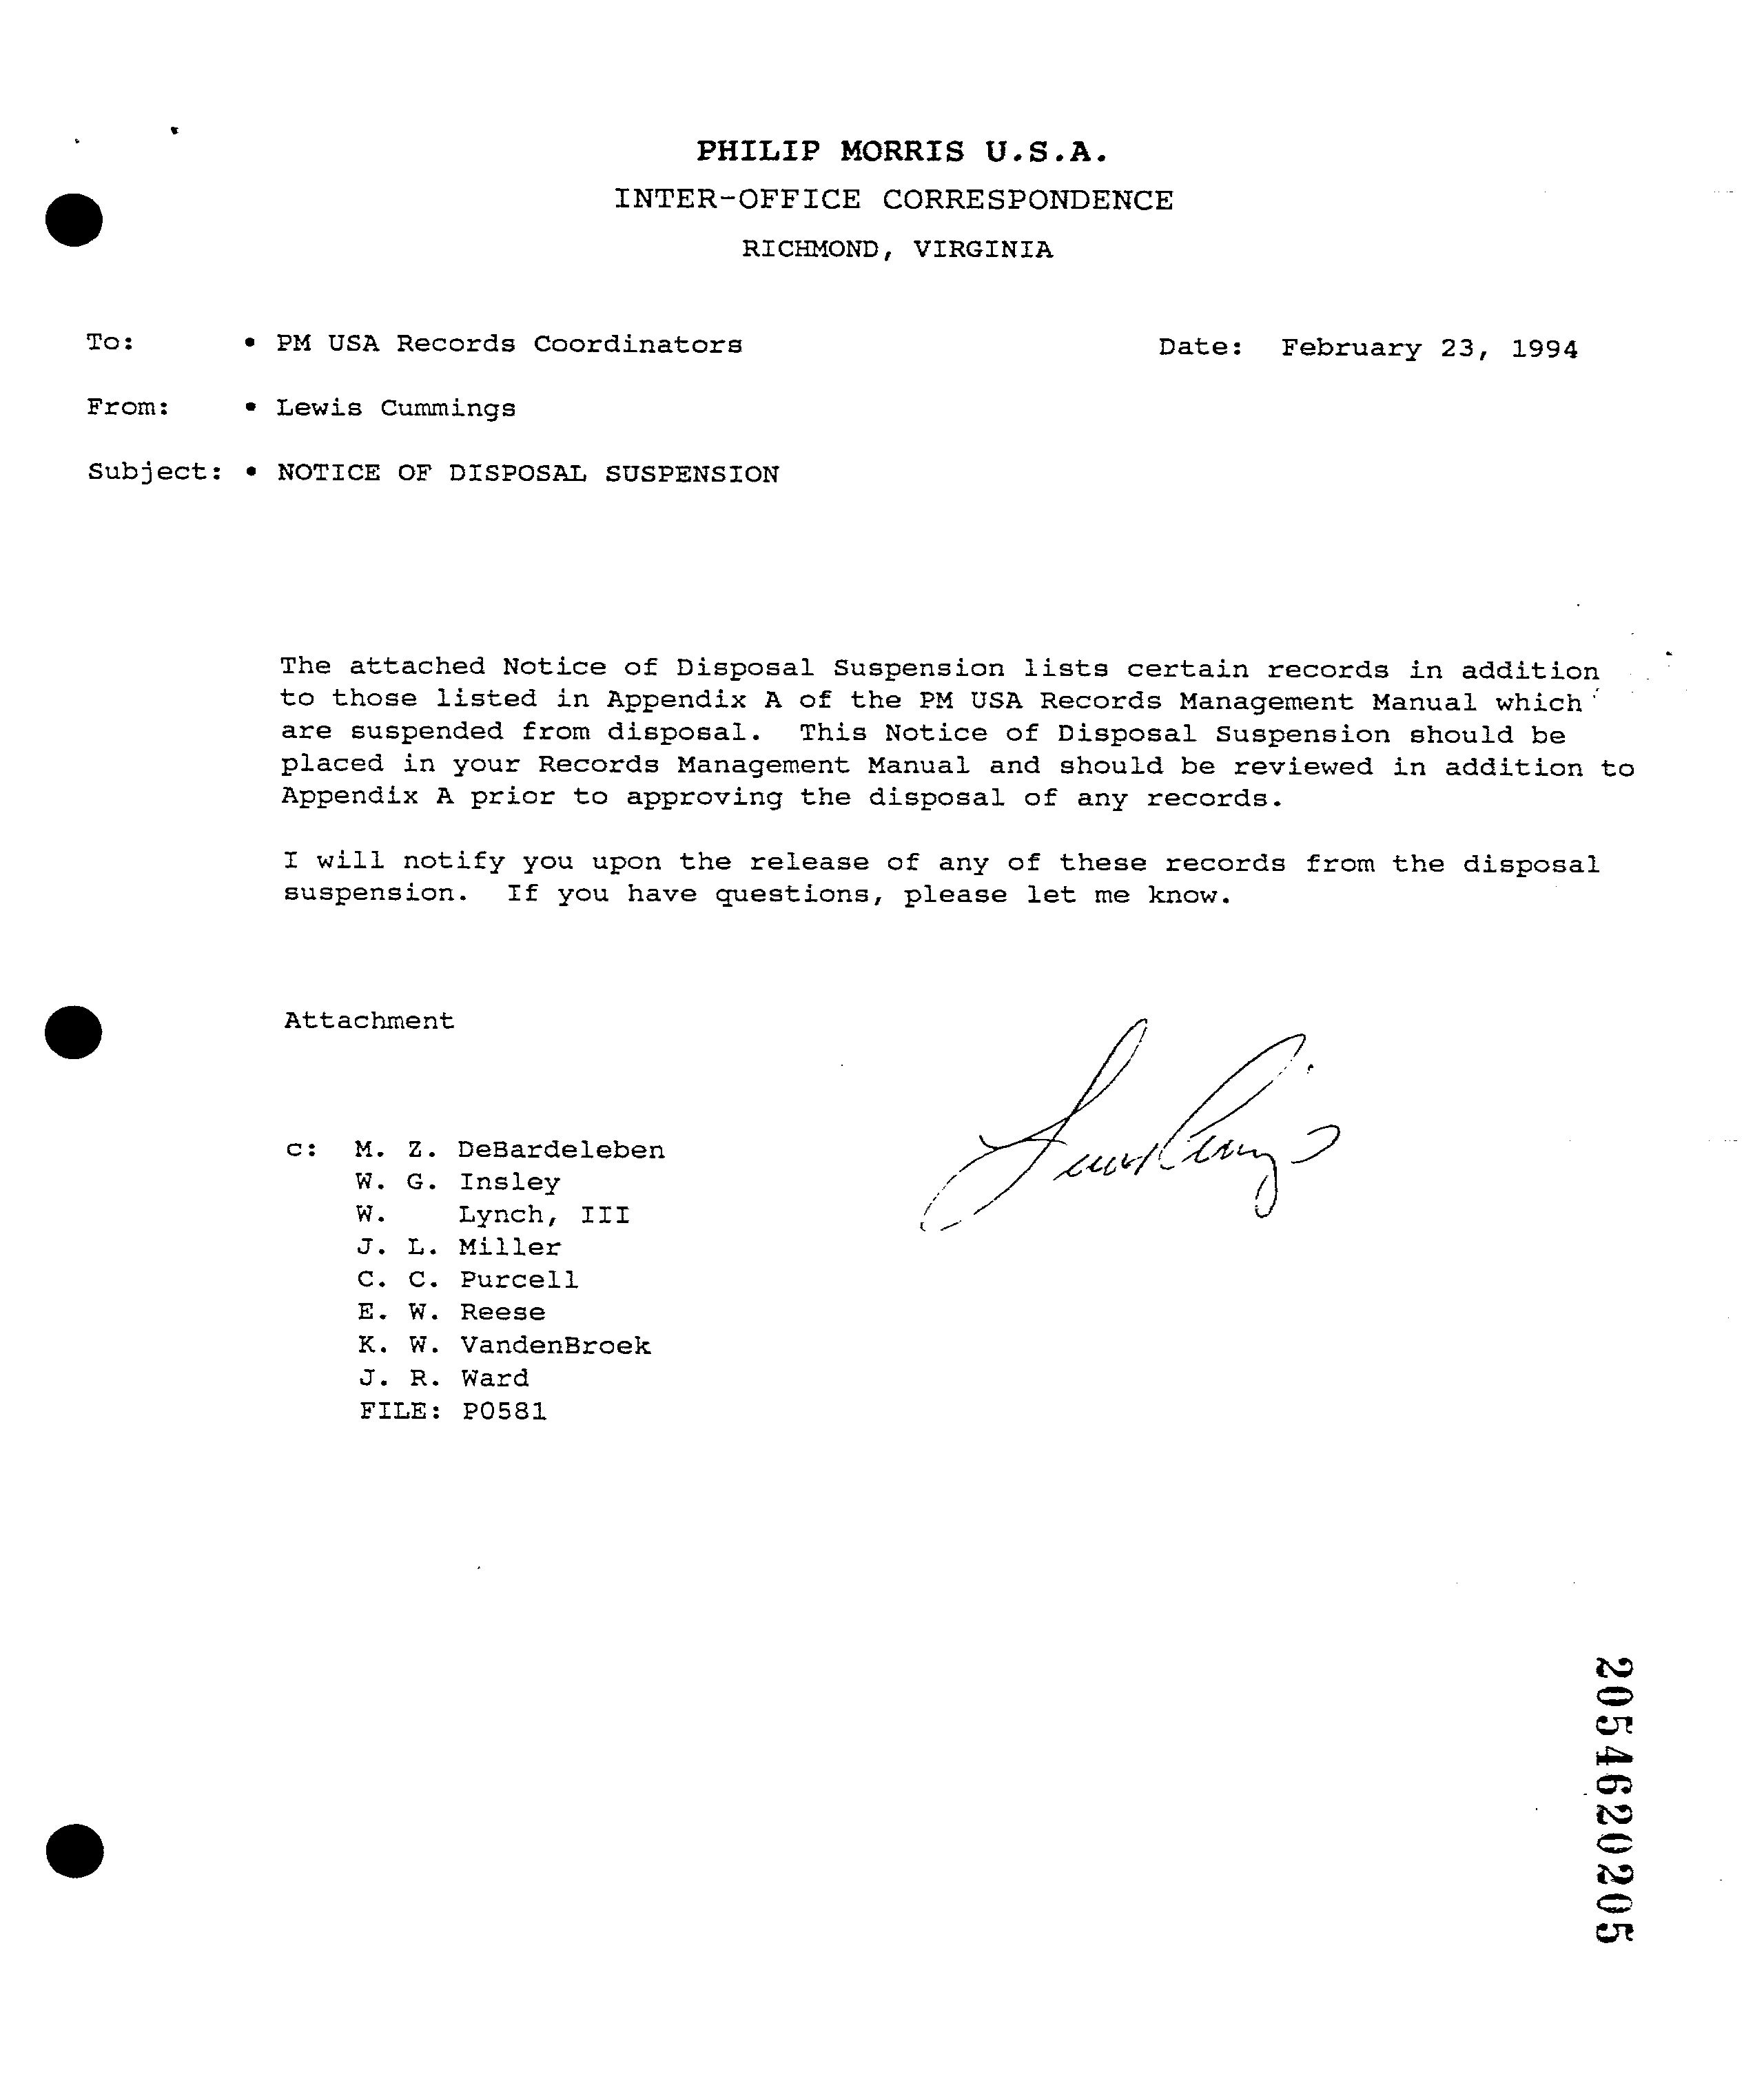 PHILIP MORRIS U.S.A.
INTER-OFFICE CORRESPONDENCE
RICHMOND, VIRGINIA
To: • PM USA Records Coordinators Date: February 23, 1994
From: • Lewis Cummings
Subject: • NOTICE OF DISPOSAL SUSPENSION
The attached Notice of Disposal Suspension lists certain records in addition
to those listed in Appendix A of the PM USA Records Management Manual which
are suspended from disposal. This Notice of Disposal Suspension should be
placed in your Records Management Manual and should be reviewed in addition to
Appendix A prior to approving the disposal of any records.
I will notify you upon the release of any of these records from the disposal
suspension. If you have questions, please let me know.
Attachment
c: M. Z. DeBardeleben
W. G. Insley
W. Lynch, III
J. L. Miller
C. C. Purcell
E. W. Reese
K. W. VandenBroek
J. R. Ward
FILE: P0581
2054620205